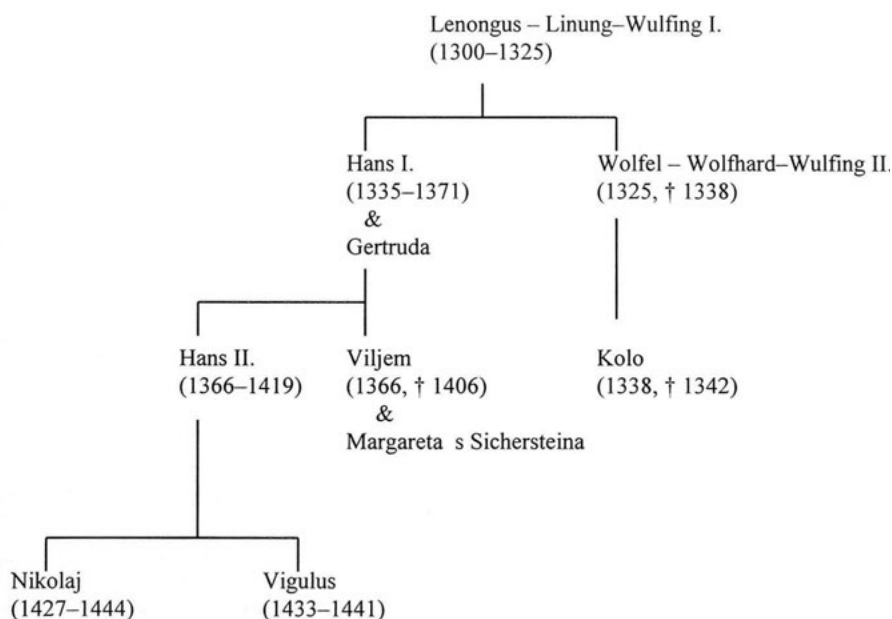 Lenongus – Linung–Wulfing I.
(1300–1325)
Hans I.
(1335–1371)
&
Gertruda
Wolfel – Wolfhard–Wulfing II.
(1325, † 1338)
Hans II.
(1366–1419)
Viljem
(1366, † 1406)
&
Margareta s Sichersteina
Kolo
(1338, † 1342)
Nikolaj
(1427–1444)
Vigulus
(1433–1441)